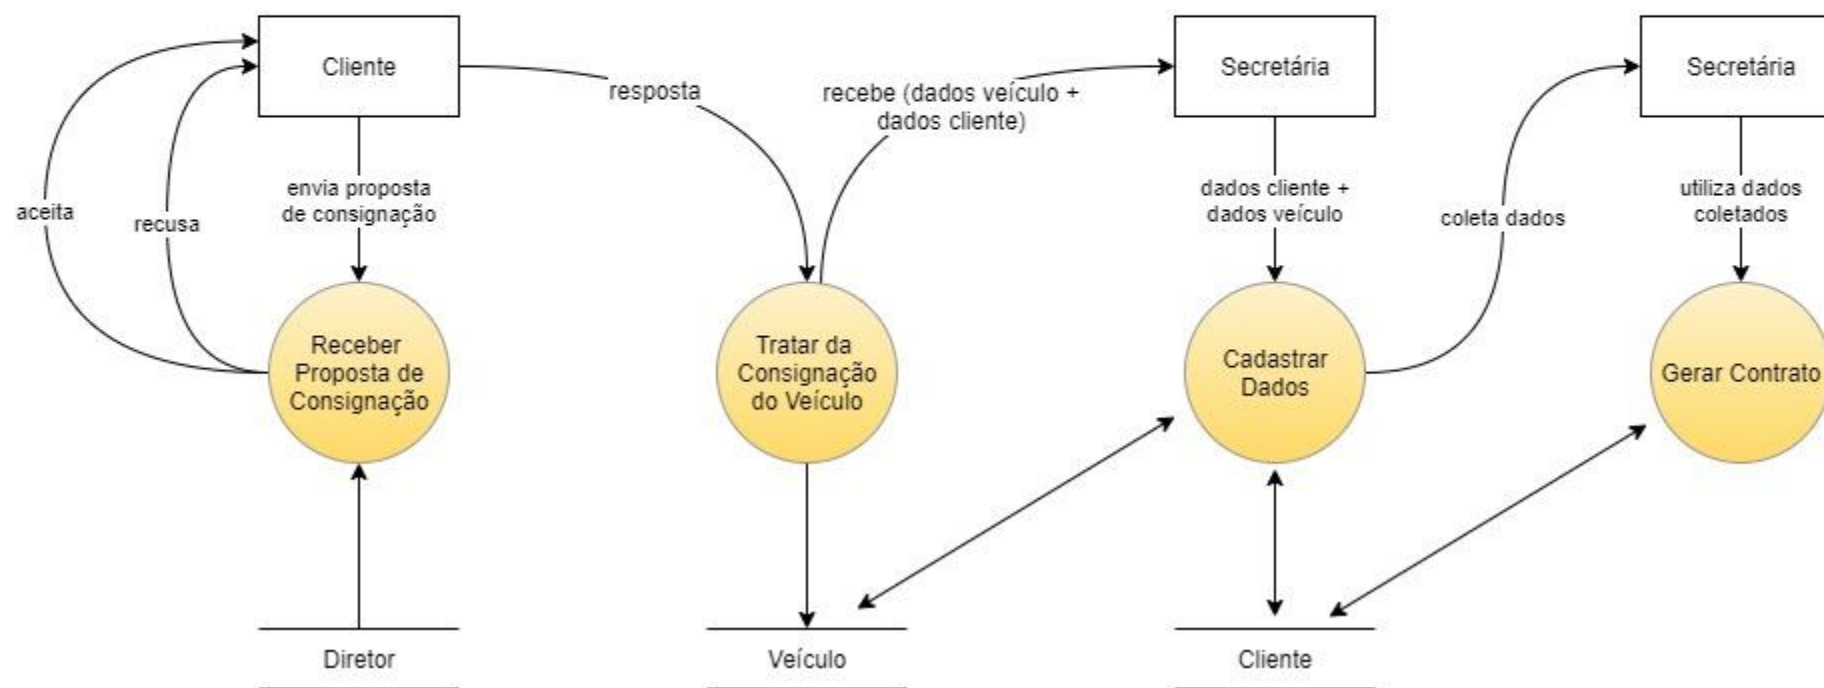 Cliente
Secretária
Secretária
resposta
recebe (dados veículo +
dados cliente)
aceita
recusa
envia proposta
de consignação
dados cliente +
dados veículo
coleta dados
utiliza dados
coletados
Receber
Proposta de
Consignação
Tratar da
Consignação
do Veículo
Cadastrar
Dados
Gerar Contrato
Diretor
Veículo
Cliente